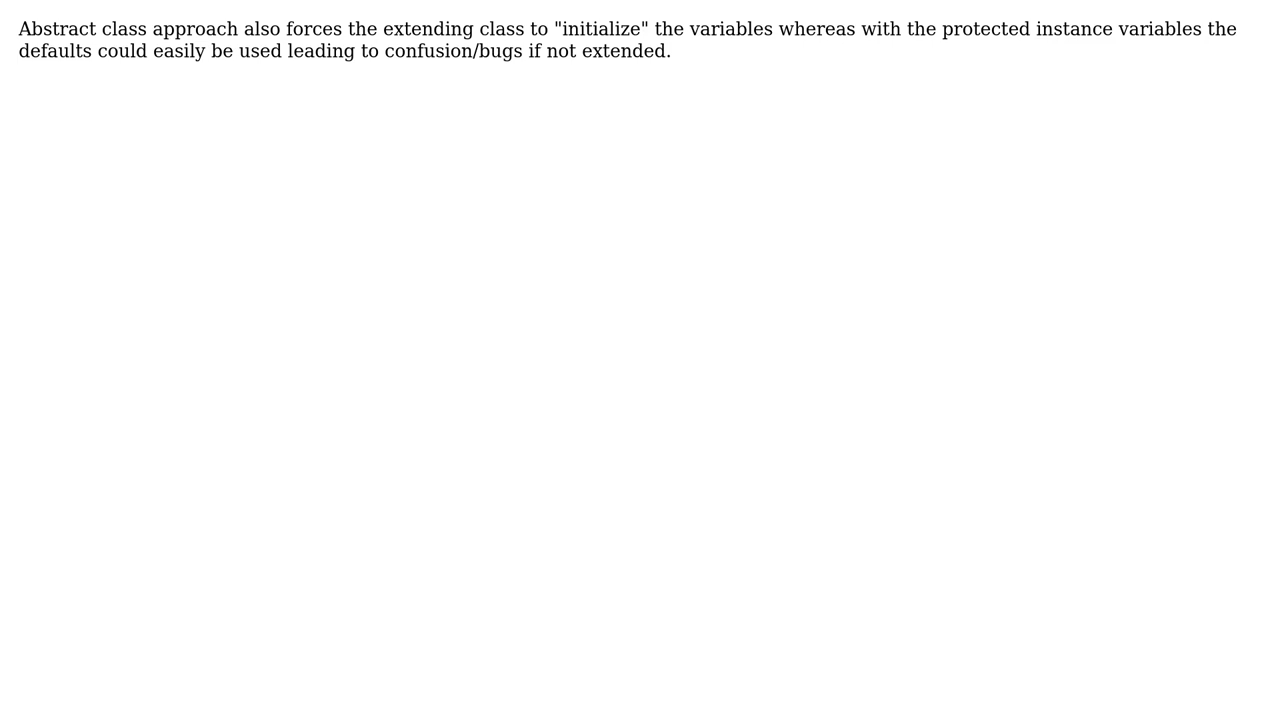 Abstract class approach also forces the extending class to "initialize" the variables whereas with the protected instance variables the
defaults could easily be used leading to confusion/bugs if not extended.